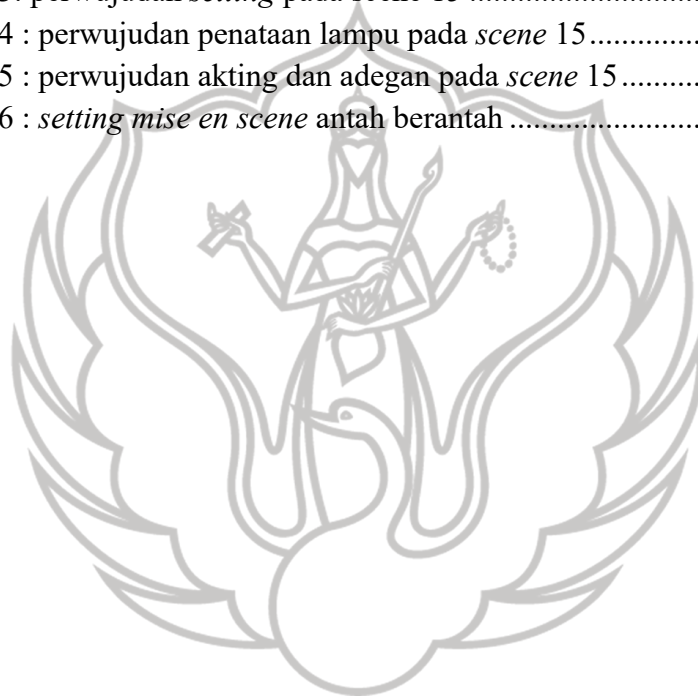 4 : perwujudan penataan lampu pada scene 15..............
5 : perwujudan akting dan adegan pada scene 15..........
6 : setting mise en scene antah berantah ......................